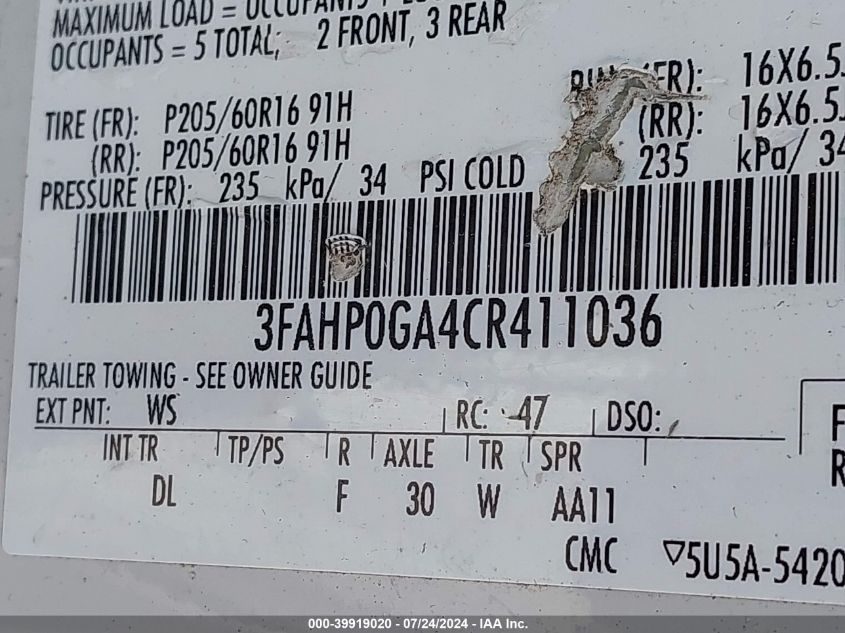 MAXIMUM LOAD = OCCUPANTS
OCCUPANTS = 5 TOTAL; 2 FRONT, 3 REAR
TIRE (FR): P205/60R16 91H (FR): 16X6.5J
(RR): P205/60R16 91H (RR): 16X6.5J
PRESSURE (FR): 235 kPa/ 34 PSI COLD 235 kPa/ 34
3FAHP0GA4CR411036
TRAILER TOWING - SEE OWNER GUIDE
EXT PNT: WS RC: 47 DSO:
INT TR TP/PS R AXLE TR SPR
DL F 30 W AA11
CMC ▽5U5A-5420
000-39919020 - 07/24/2024 - IAA Inc.